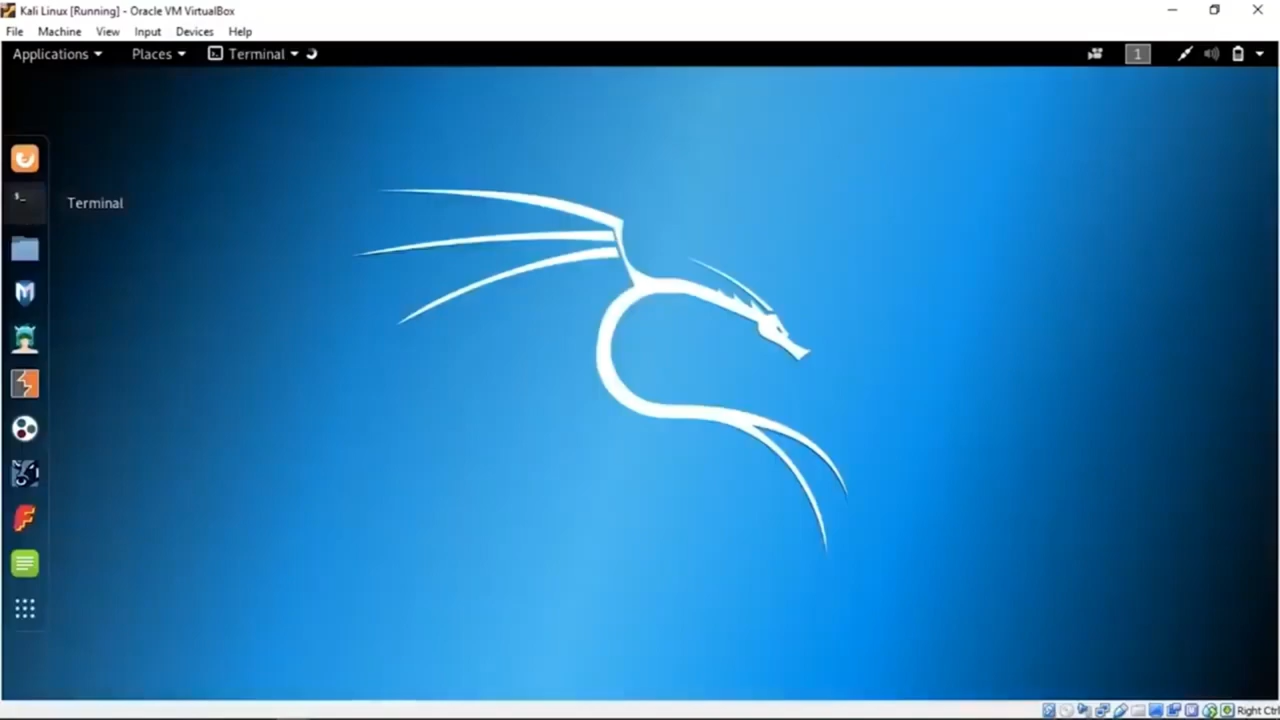 Kali Linux [Running] - Oracle VM VirtualBox
File Machine View Input Devices Help
Applications Places Terminal 1
$_
Terminal
Right Ctrl